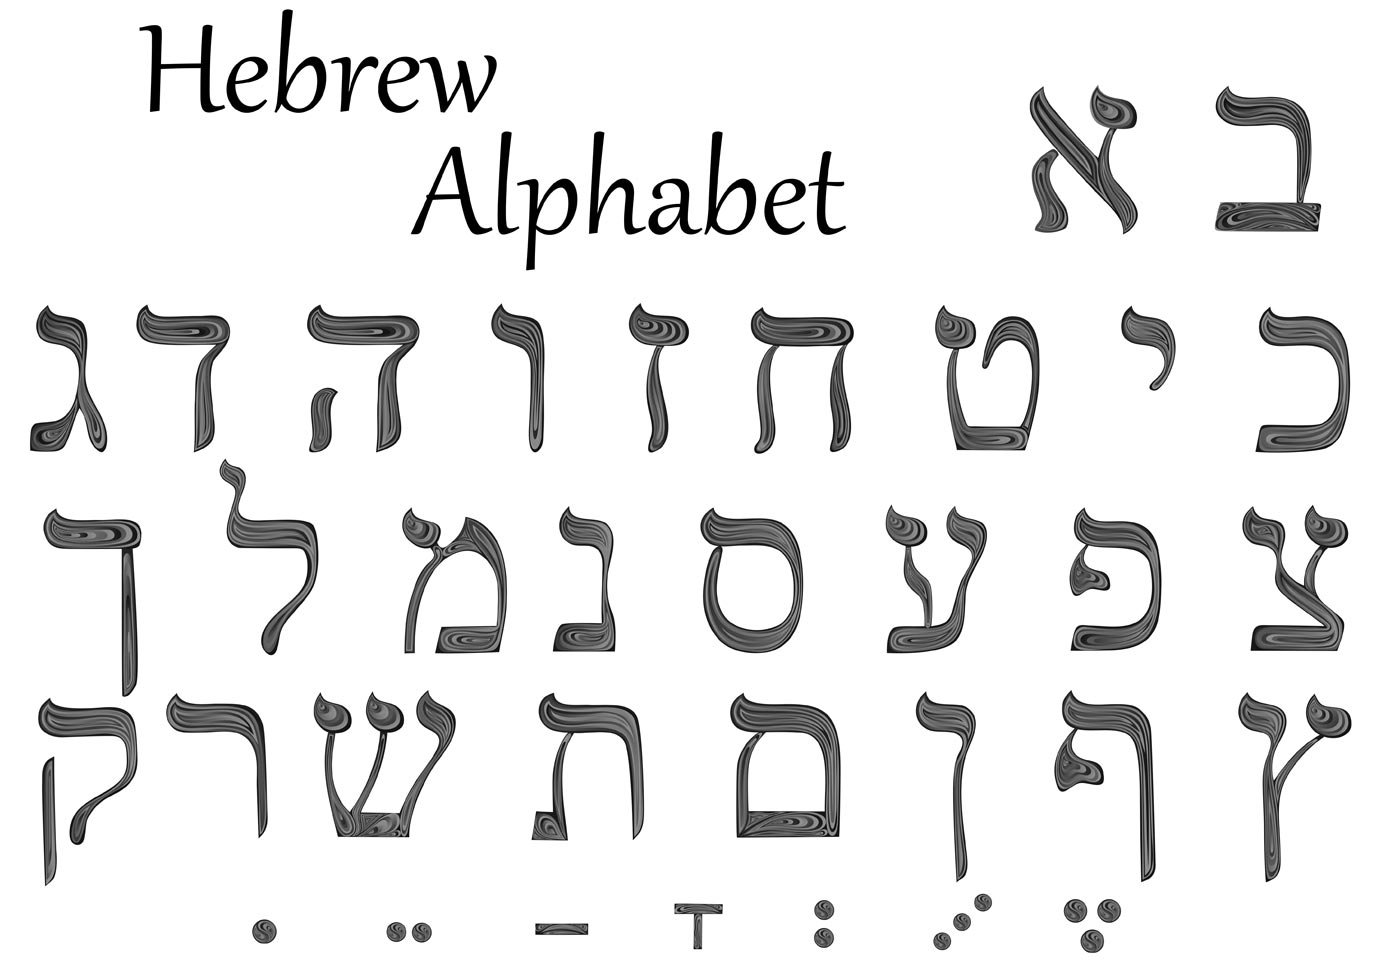 Hebrew
Alphabet
א ב
ג ד ה ו ז ח ט י כ
ך ל מ נ ס ע פ צ
ק ר ש ת ם ן ף ץ
ִ ֵ ַ ָ ְ ֻ ֶ